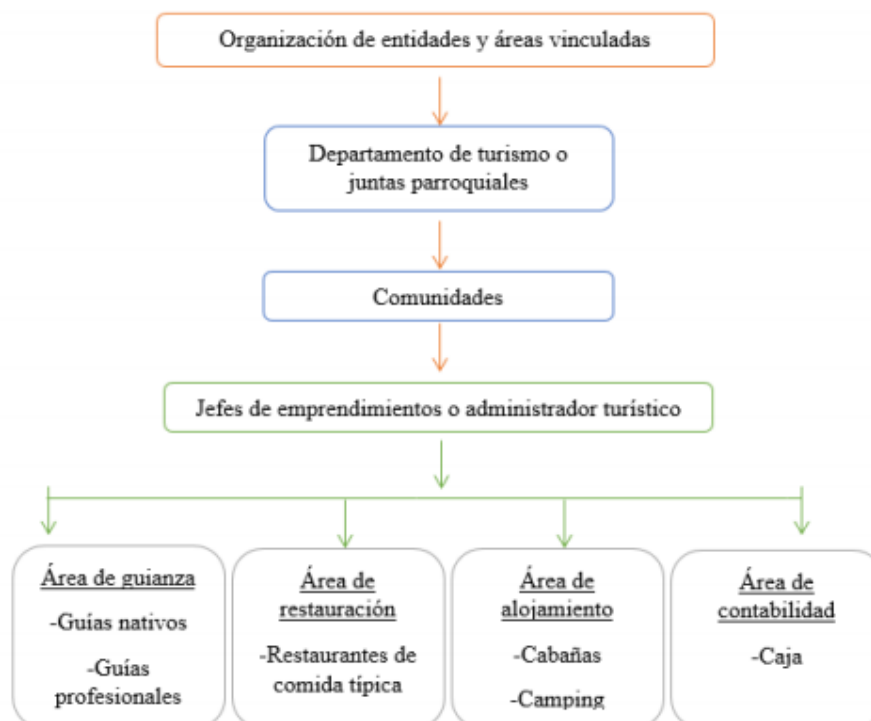 Organización de entidades y áreas vinculadas
Departamento de turismo o
juntas parroquiales
Comunidades
Jefes de emprendimientos o administrador turístico
Área de guianza
-Guías nativos
-Guías
profesionales
Área de
restauración
-Restaurantes de
comida típica
Área de
alojamiento
-Cabañas
-Camping
Área de
contabilidad
-Caja